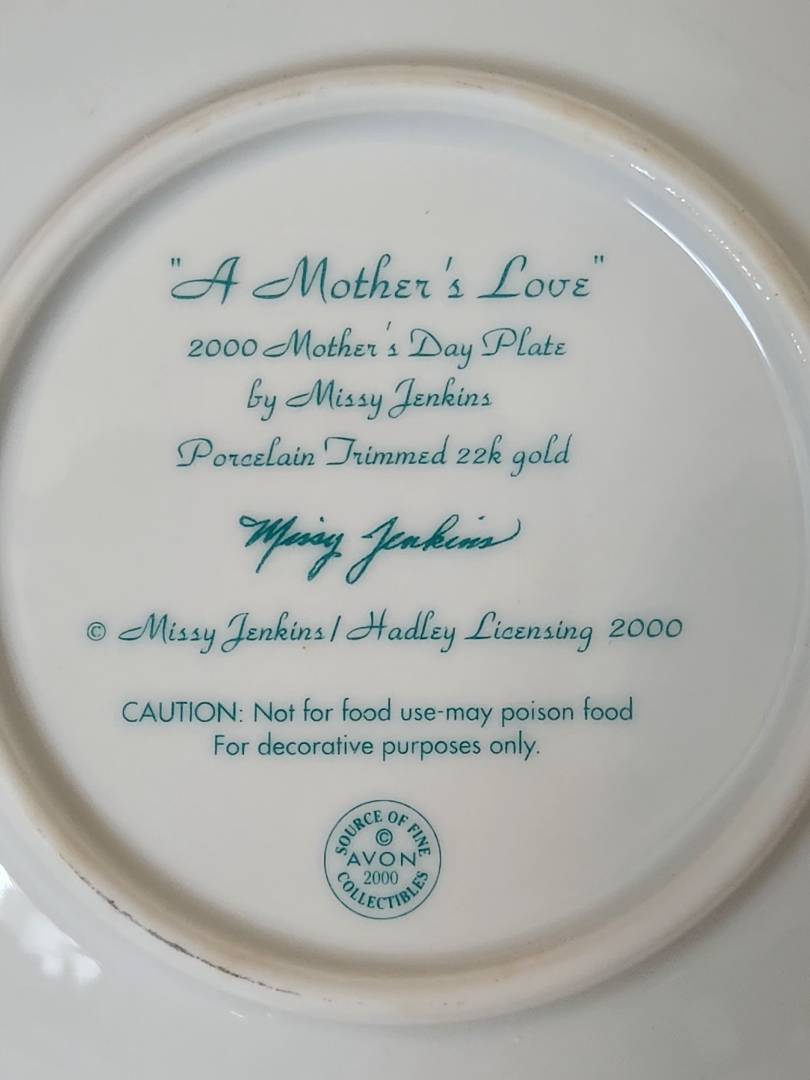 "A Mother's Love"
2000 Mother's Day Plate
by Missy Jenkins
Porcelain Trimmed 22k gold
Missy Jenkins
© Missy Jenkins / Hadley Licensing 2000
CAUTION: Not for food use-may poison food
For decorative purposes only.
SOURCE OF FINE
©
AVON
2000
COLLECTIBLES